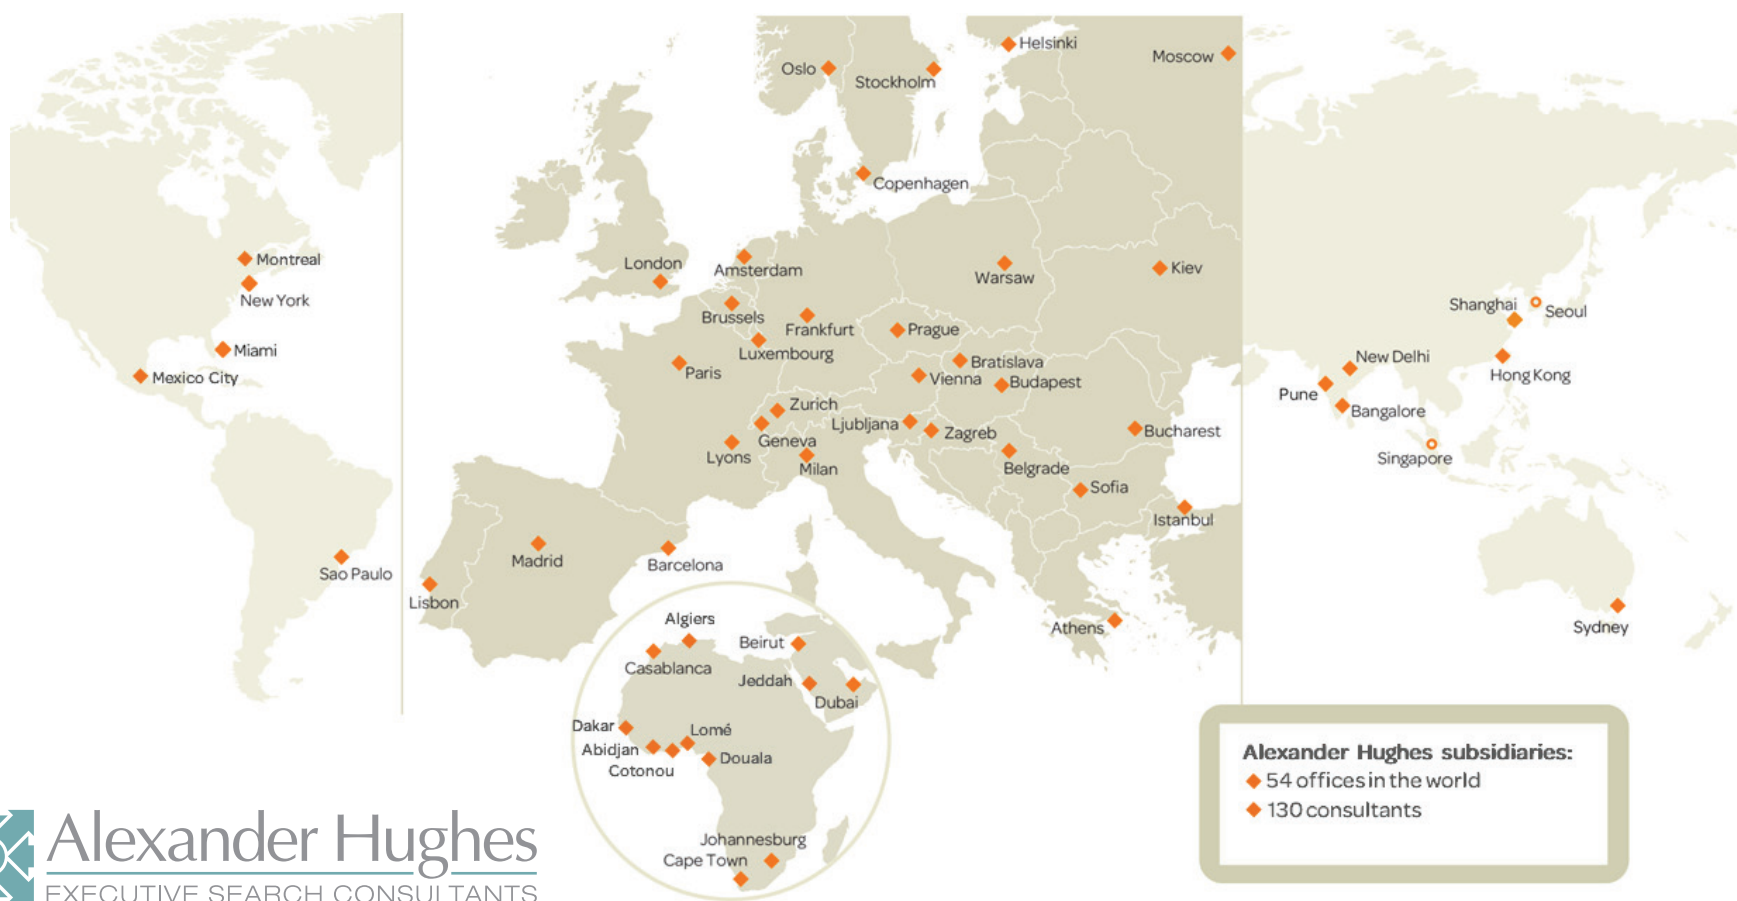 Helsinki
Moscow
Oslo
Stockholm
Copenhagen
Montreal
New York
Miami
Mexico City
Sao Paulo
London
Amsterdam
Warsaw
Kiev
Brussels
Frankfurt
Prague
Luxembourg
Paris
Bratislava
Vienna
Budapest
Zurich
Geneva
Ljubljana
Zagreb
Bucharest
Lyons
Milan
Belgrade
Sofia
Istanbul
Madrid
Barcelona
Lisbon
Athens
Shanghai
Seoul
New Delhi
Hong Kong
Pune
Bangalore
Singapore
Sydney
Algiers
Beirut
Casablanca
Jeddah
Dubai
Dakar
Lomé
Abidjan
Douala
Cotonou
Johannesburg
Cape Town
Alexander Hughes subsidiaries:
54 offices in the world
130 consultants
Alexander Hughes
EXECUTIVE SEARCH CONSULTANTS